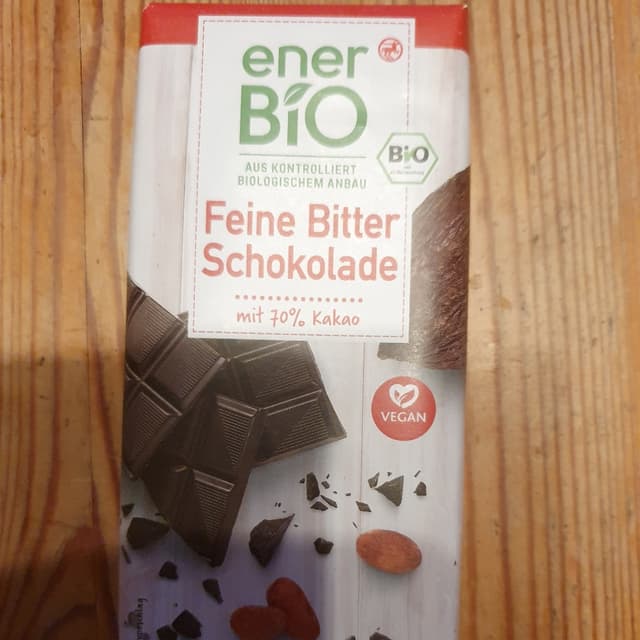 ener
BiO
AUS KONTROLLIERT
BIOLOGISCHEM ANBAU
BiO
Feine Bitter
Schokolade
mit 70% Kakao
VEGAN